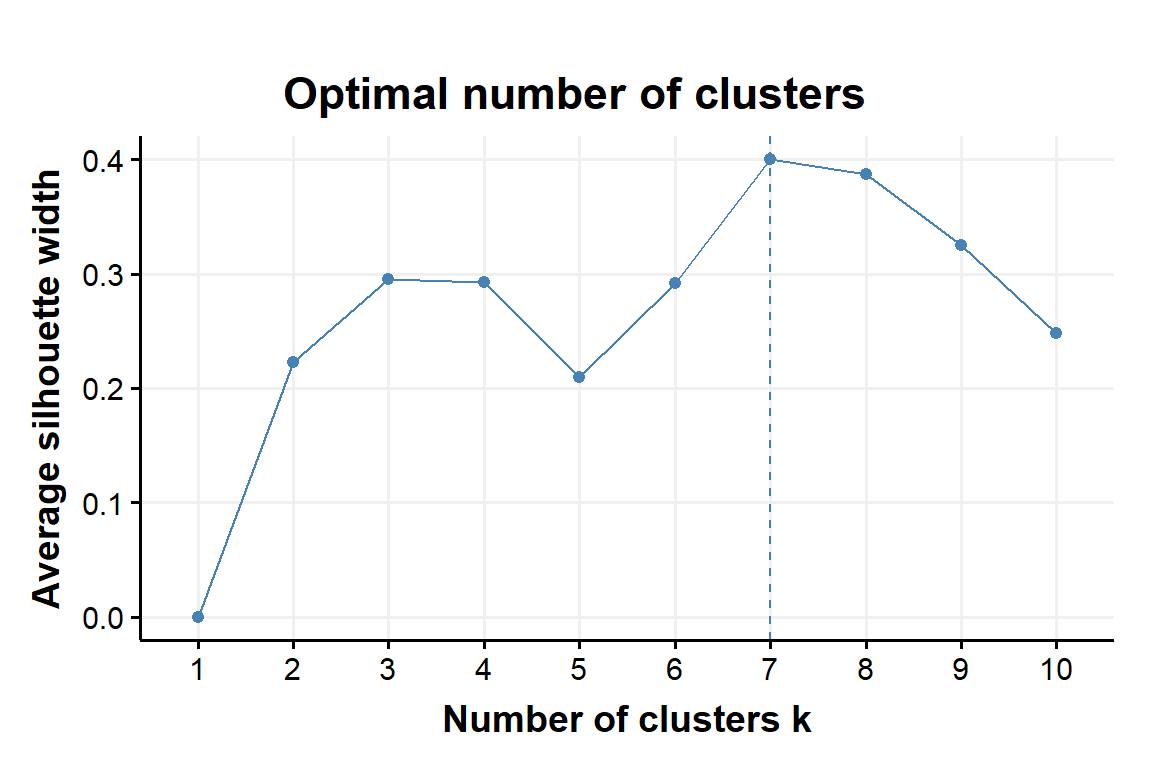 Optimal number of clusters
Average silhouette width
0.4
0.3
0.2
0.1
0.0
1 2 3 4 5 6 7 8 9 10
Number of clusters k